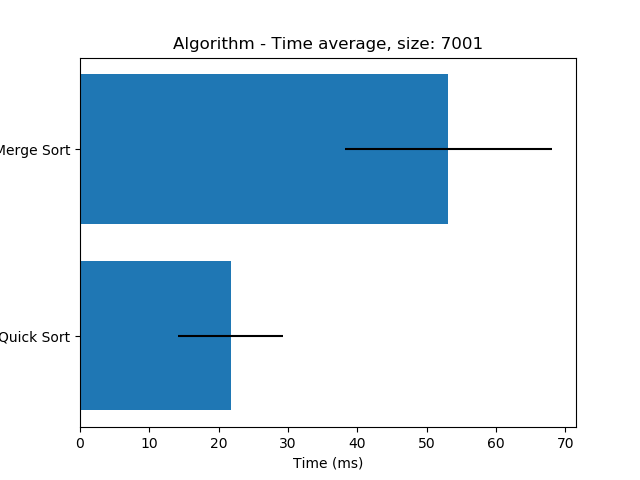 Algorithm - Time average, size: 7001
Merge Sort
Quick Sort
0 10 20 30 40 50 60 70
Time (ms)